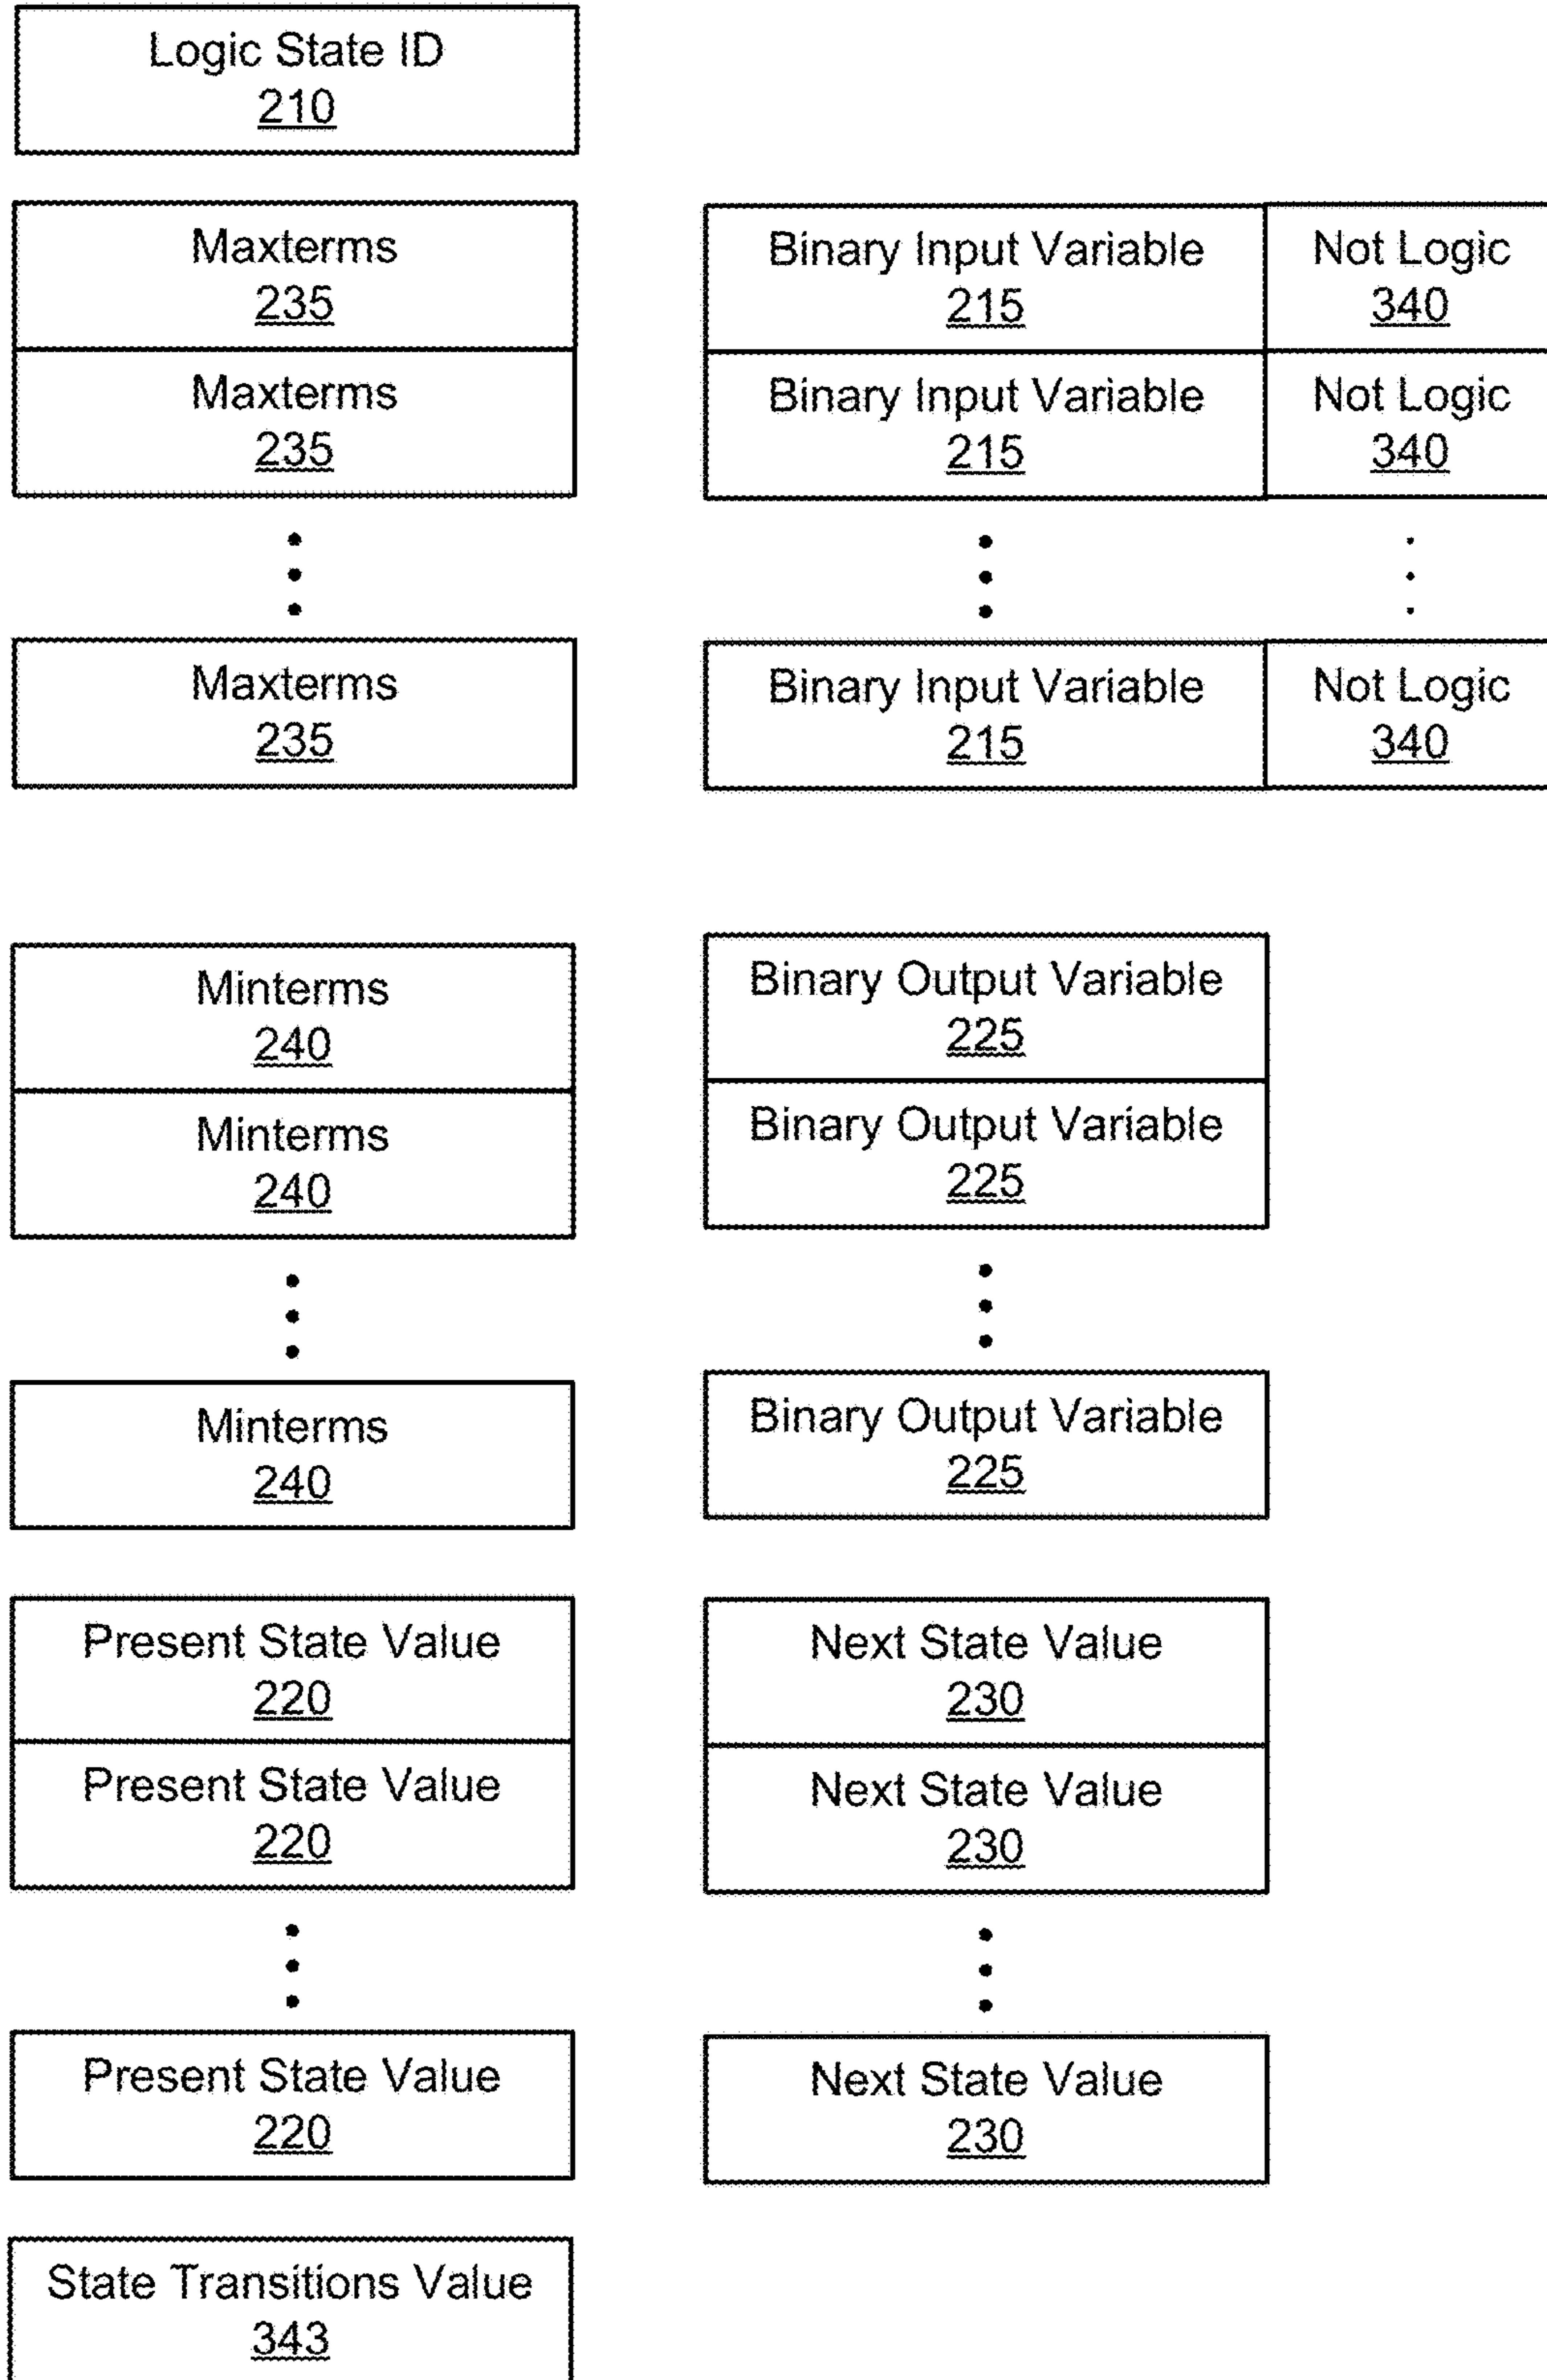 Logic State ID
210
Maxterms
235
Binary Input Variable
215
Not Logic
340
Maxterms
235
Binary Input Variable
215
Not Logic
340
Maxterms
235
Binary Input Variable
215
Not Logic
340
Minterms
240
Binary Output Variable
225
Minterms
240
Binary Output Variable
225
Minterms
240
Binary Output Variable
225
Present State Value
220
Next State Value
230
Present State Value
220
Next State Value
230
Present State Value
220
Next State Value
230
State Transitions Value
343